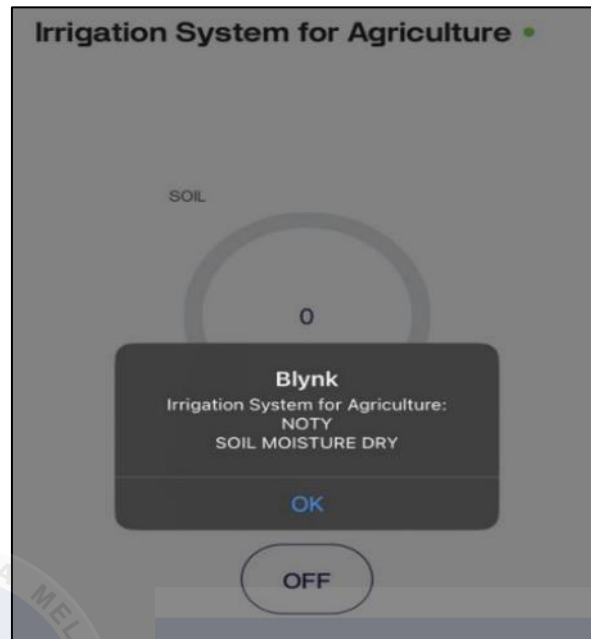 Irrigation System for Agriculture
SOIL
0
Blynk
Irrigation System for Agriculture:
NOTY
SOIL MOISTURE DRY
OK
OFF